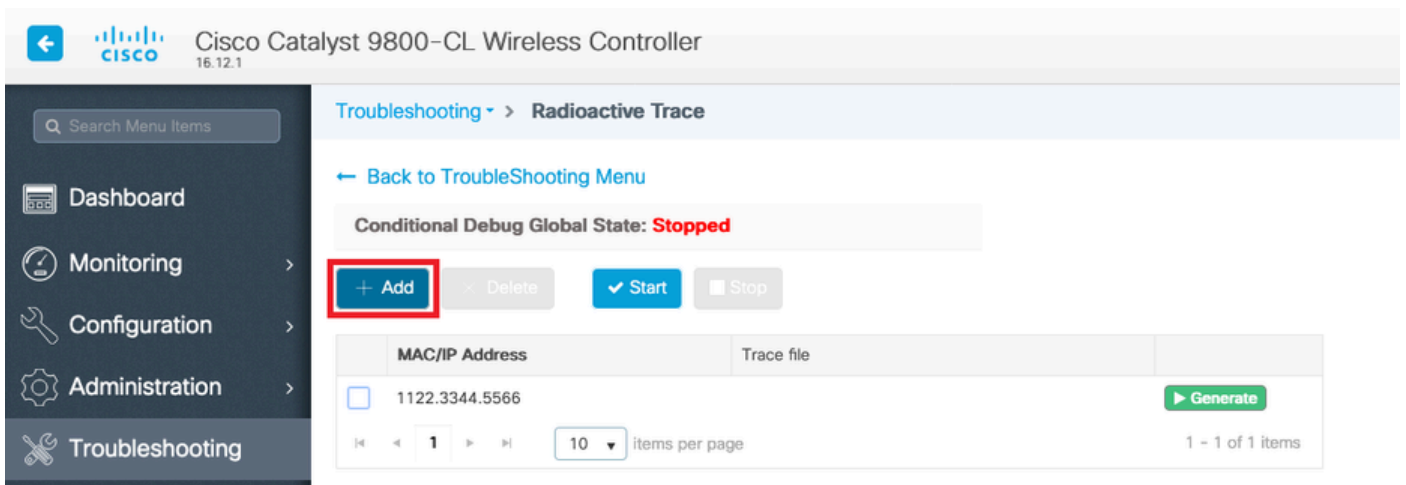 CISCO
Cisco Catalyst 9800-CL Wireless Controller
16.12.1
Search Menu Items
Dashboard
Monitoring
Configuration
Administration
Troubleshooting
Troubleshooting > Radioactive Trace
← Back to TroubleShooting Menu
Conditional Debug Global State: Stopped
+ Add × Delete ✔ Start Stop
MAC/IP Address Trace file
1122.3344.5566 Generate
1 10 items per page 1 - 1 of 1 items